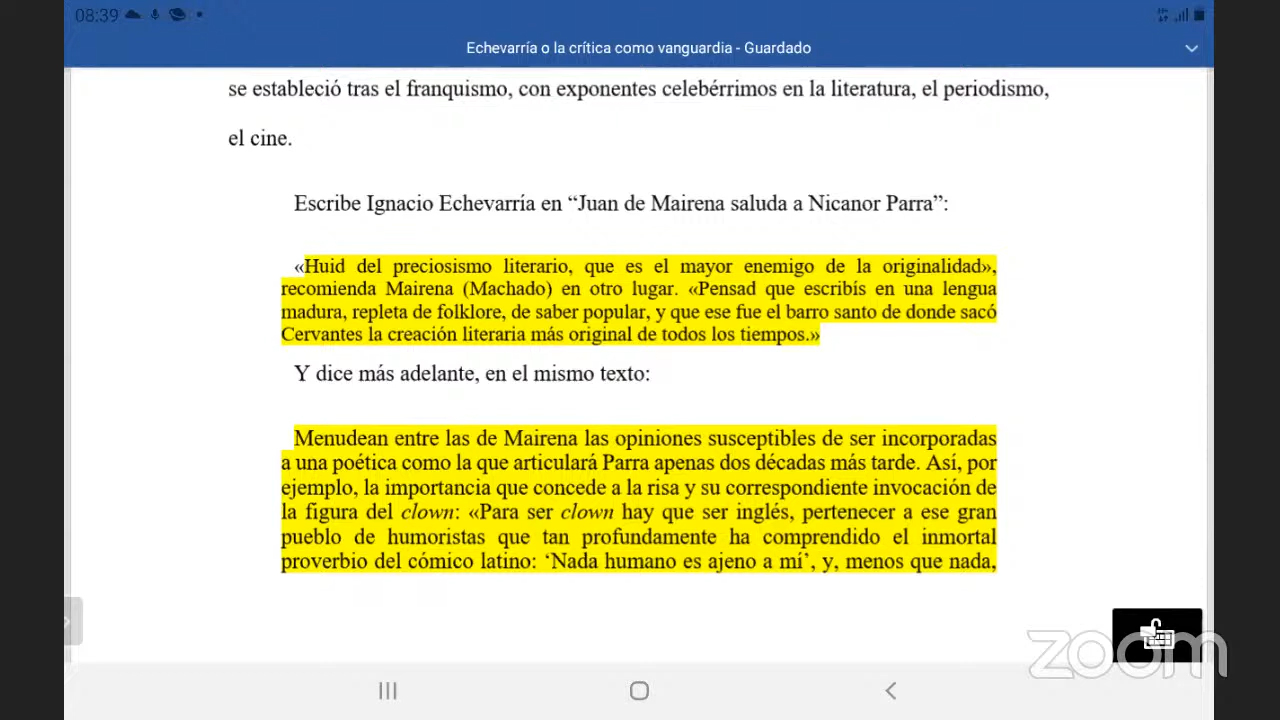 08:39
Echevarría o la crítica como vanguardia - Guardado
se estableció tras el franquismo, con exponentes celebérrimos en la literatura, el periodismo,
el cine.
Escribe Ignacio Echevarría en “Juan de Mairena saluda a Nicanor Parra”:
«Huid del preciosismo literario, que es el mayor enemigo de la originalidad»,
recomienda Mairena (Machado) en otro lugar. «Pensad que escribís en una lengua
madura, repleta de folklore, de saber popular, y que ese fue el barro santo de donde sacó
Cervantes la creación literaria más original de todos los tiempos.»
Y dice más adelante, en el mismo texto:
Menudean entre las de Mairena las opiniones susceptibles de ser incorporadas
a una poética como la que articulará Parra apenas dos décadas más tarde. Así, por
ejemplo, la importancia que concede a la risa y su correspondiente invocación de
la figura del clown: «Para ser clown hay que ser inglés, pertenecer a ese gran
pueblo de humoristas que tan profundamente ha comprendido el inmortal
proverbio del cómico latino: ‘Nada humano es ajeno a mí’, y, menos que nada,
zoom